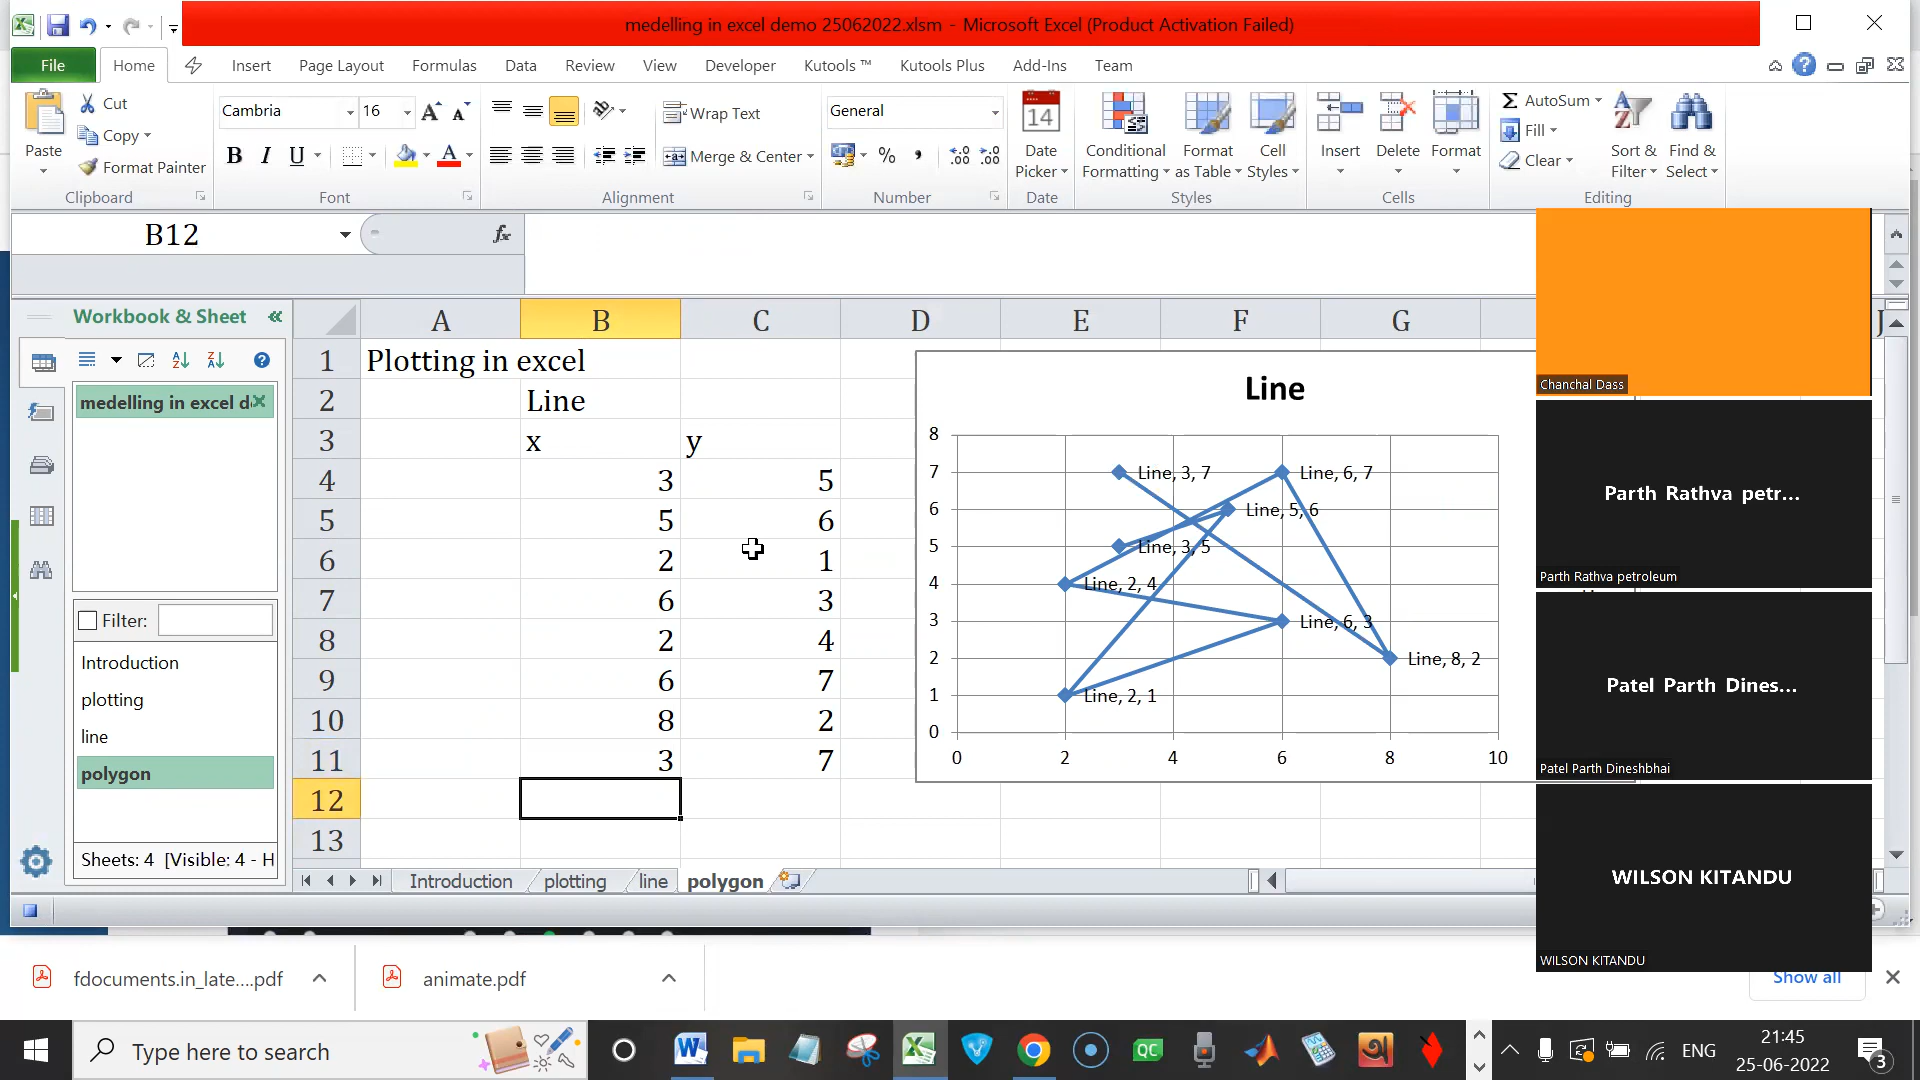 medelling in excel demo 25062022.xlsm - Microsoft Excel (Product Activation Failed)
File Home Insert Page Layout Formulas Data Review View Developer Kutools ™ Kutools Plus Add-Ins Team
Paste
Cut
Copy
Format Painter
Clipboard
Cambria 16
B I U A
Font
Wrap Text
Merge & Center
Alignment
General
% ,
Number
14
Date Picker
Date
Conditional Formatting
Format as Table
Cell Styles
Styles
Insert Delete Format
Cells
AutoSum
Fill
Clear
Sort & Filter
Find & Select
Editing
B12 fx
Workbook & Sheet
medelling in excel d
Filter:
Introduction
plotting
line
polygon
Sheets: 4 [Visible: 4 - H
A B C D E F G J
1 Plotting in excel
2 Line
3 x y
4 3 5
5 5 6
6 2 1
7 6 3
8 2 4
9 6 7
10 8 2
11 3 7
12
13
Line
8
7
6
5
4
3
2
1
0
0 2 4 6 8 10
Line, 3, 7
Line, 6, 7
Line, 5, 6
Line, 3, 5
Line, 2, 4
Line, 6, 3
Line, 8, 2
Line, 2, 1
Chanchal Dass
Parth Rathva petr...
Parth Rathva petroleum
Patel Parth Dines...
Patel Parth Dineshbhai
WILSON KITANDU
WILSON KITANDU
Introduction plotting line polygon
fdocuments.in_late....pdf
animate.pdf
Show all
Type here to search
QC
ENG
21:45
25-06-2022
3